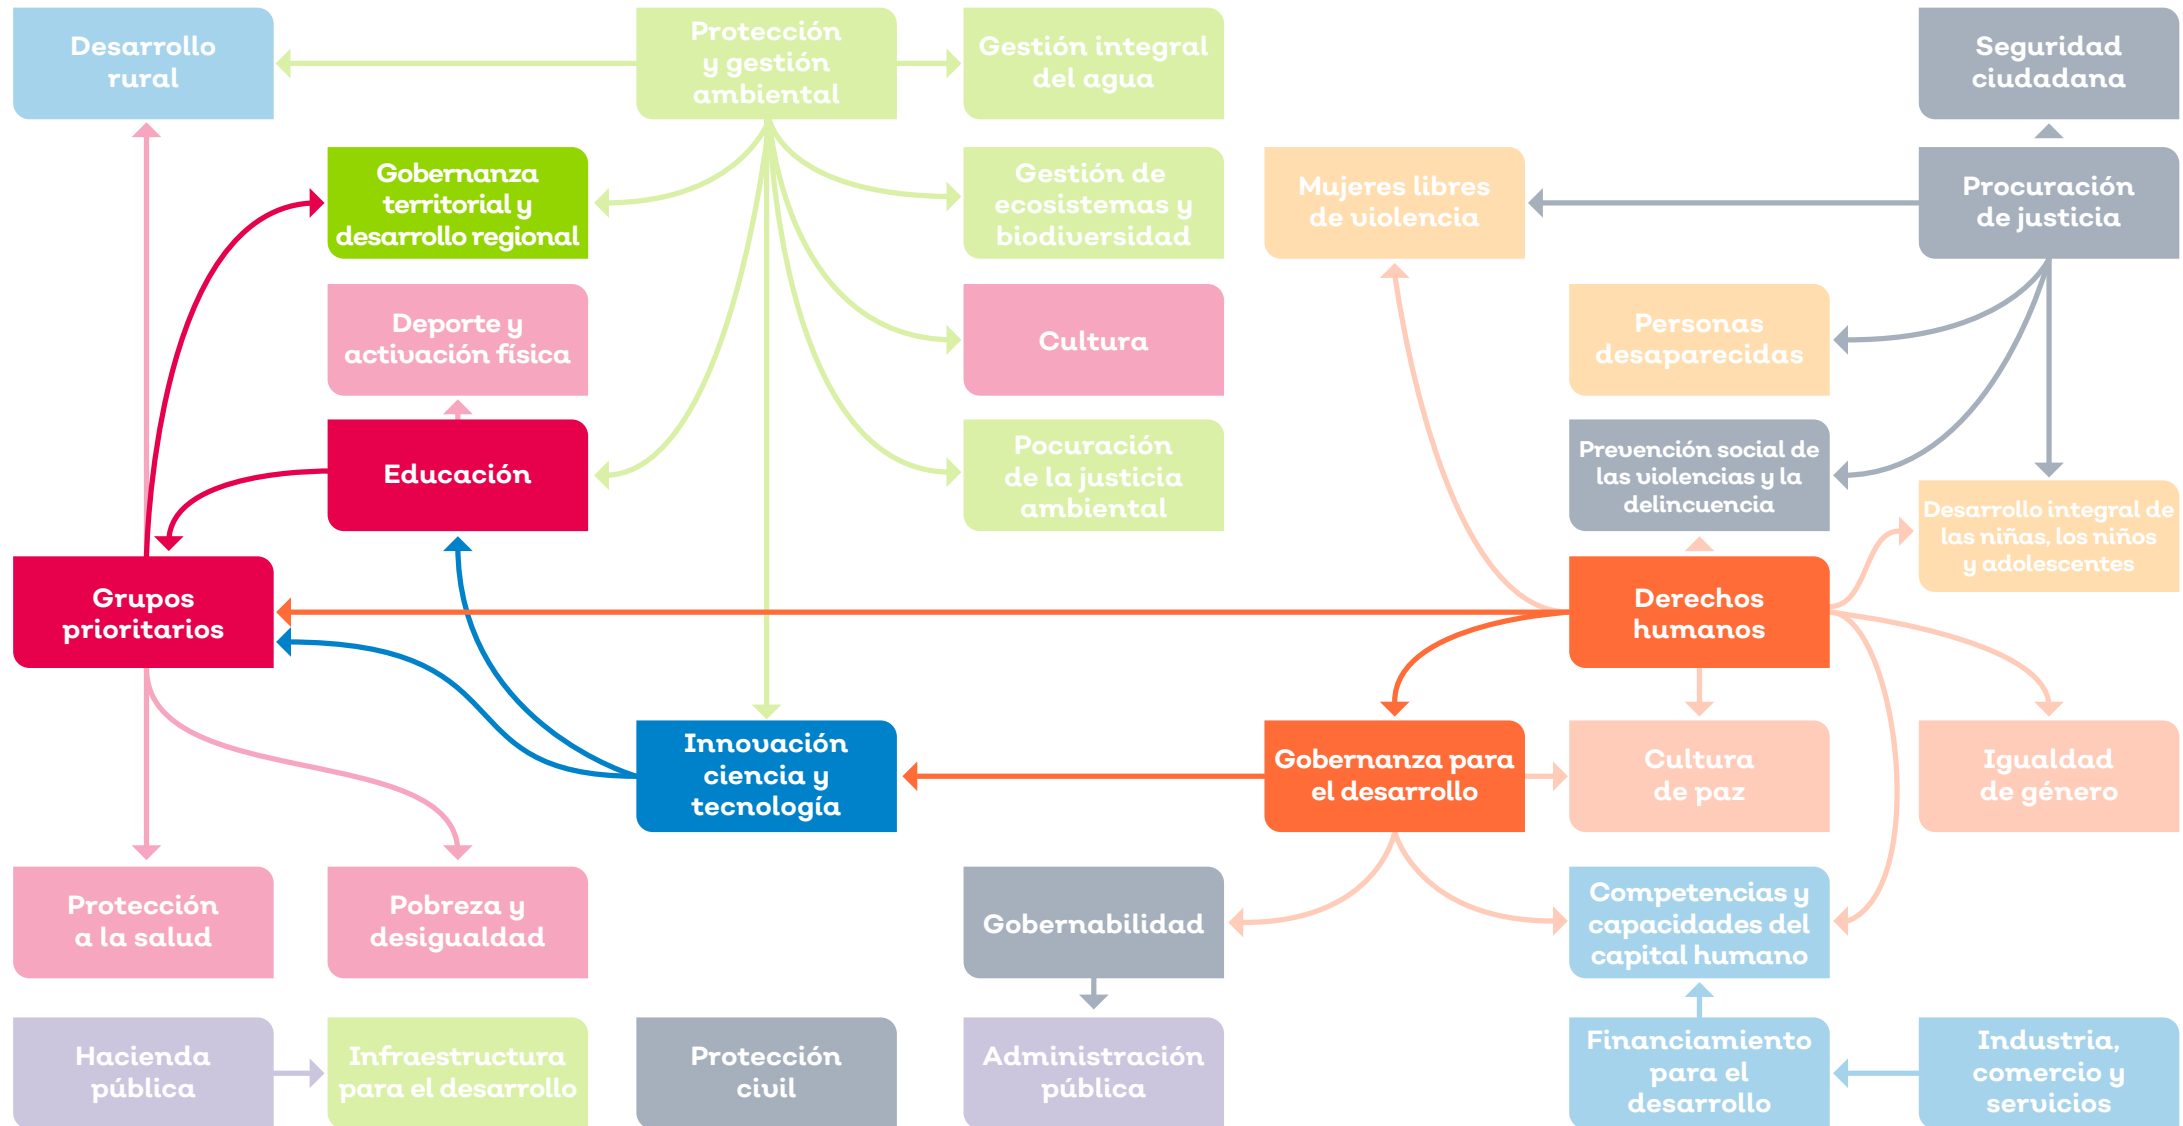 Desarrollo
rural
Protección
y gestión
ambiental
Gestión integral
del agua
Seguridad
ciudadana
Gobernanza
territorial y
desarrollo regional
Gestión de
ecosistemas y
biodiversidad
Mujeres libres
de violencia
Procuración
de justicia
Deporte y
activación física
Cultura
Personas
desaparecidas
Educación
Pocuración
de la justicia
ambiental
Prevención social de
las violencias y la
delincuencia
Desarrollo integral de
las niñas, los niños
y adolescentes
Grupos
prioritarios
Derechos
humanos
Innovación
ciencia y
tecnología
Gobernanza para
el desarrollo
Cultura
de paz
Igualdad
de género
Protección
a la salud
Pobreza y
desigualdad
Gobernabilidad
Competencias y
capacidades del
capital humano
Hacienda
pública
Infraestructura
para el desarrollo
Protección
civil
Administración
pública
Financiamiento
para el
desarrollo
Industria,
comercio y
servicios